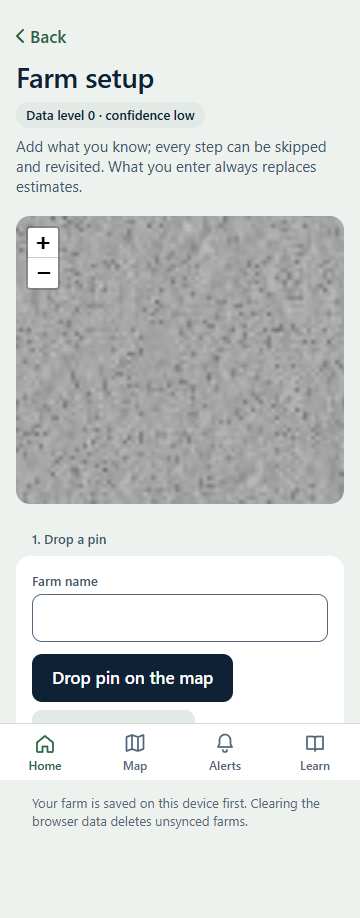 Back
Farm setup
Data level 0 · confidence low
Add what you know; every step can be skipped
and revisited. What you enter always replaces
estimates.
+
−
1. Drop a pin
Farm name
Drop pin on the map
Home
Map
Alerts
Learn
Your farm is saved on this device first. Clearing the
browser data deletes unsynced farms.